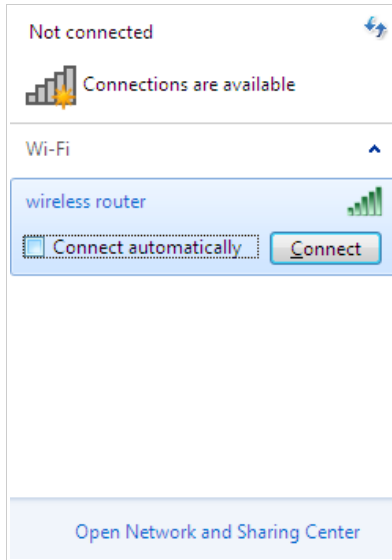 Not connected
Connections are available
Wi-Fi
wireless router
Connect automatically Connect
Open Network and Sharing Center